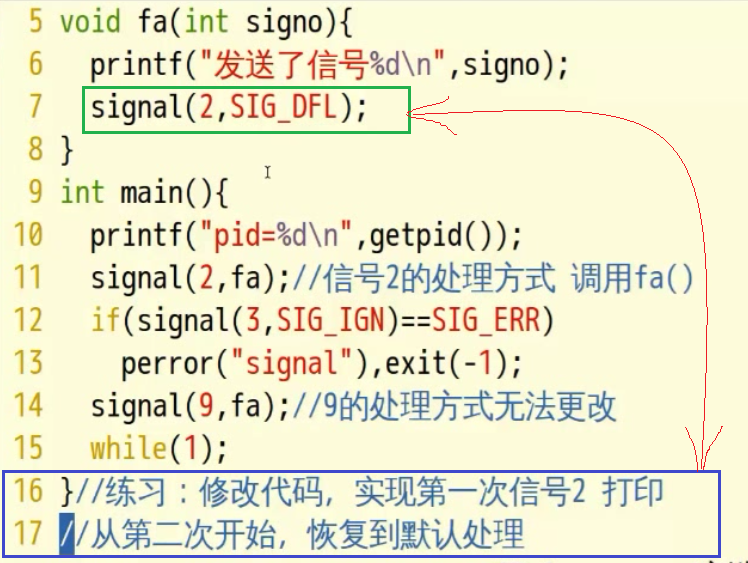 5 void fa(int signo){
6 printf("发送了信号%d\n",signo);
7 signal(2,SIG_DFL);
8 }
9 int main(){
10 printf("pid=%d\n",getpid());
11 signal(2,fa);//信号2的处理方式 调用fa()
12 if(signal(3,SIG_IGN)==SIG_ERR)
13 perror("signal"),exit(-1);
14 signal(9,fa);//9的处理方式无法更改
15 while(1);
16 }//练习：修改代码，实现第一次信号2 打印
17 //从第二次开始，恢复到默认处理